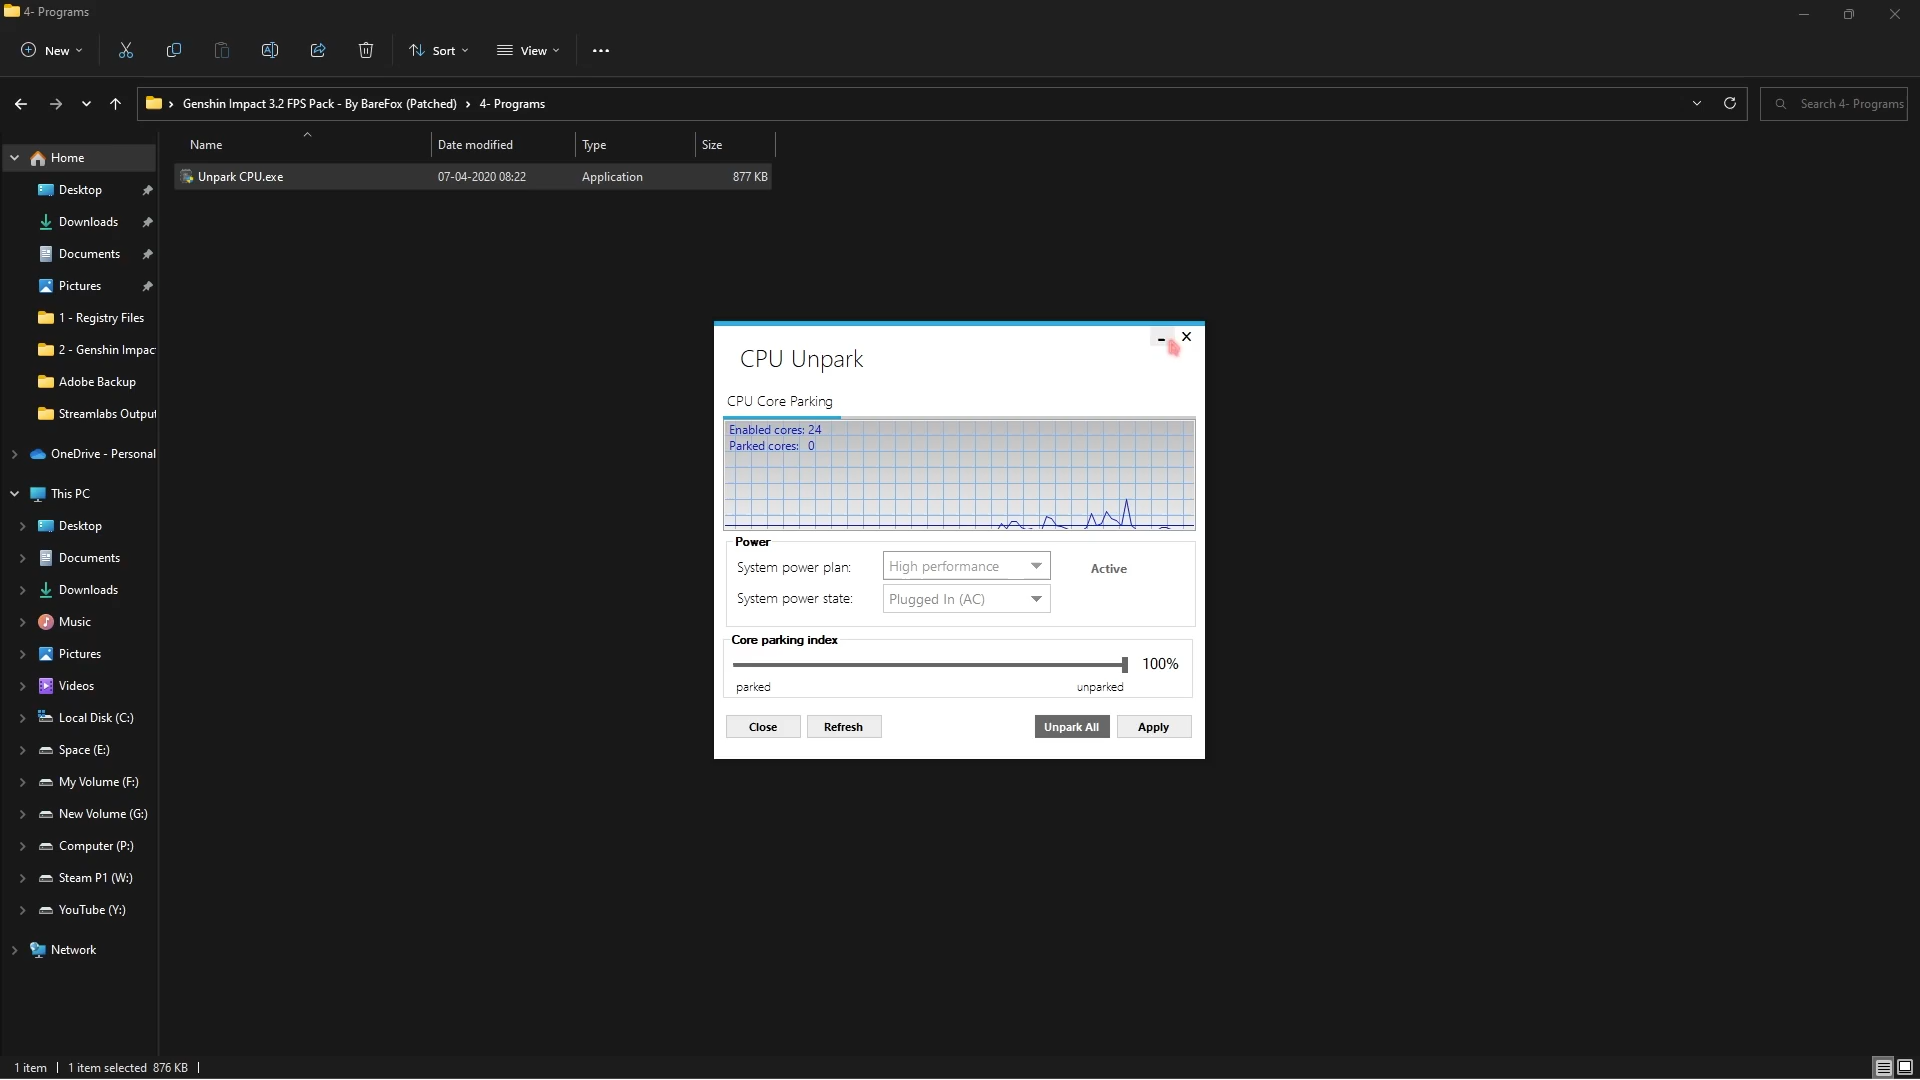 4- Programs
New
Sort
View
Genshin Impact 3.2 FPS Pack - By BareFox (Patched) > 4- Programs
Search 4- Programs
Name
Date modified
Type
Size
Unpark CPU.exe
07-04-2020 08:22
Application
877 KB
Home
Desktop
Downloads
Documents
Pictures
1 - Registry Files
2 - Genshin Impac
Adobe Backup
Streamlabs Output
OneDrive - Personal
This PC
Desktop
Documents
Downloads
Music
Pictures
Videos
Local Disk (C:)
Space (E:)
My Volume (F:)
New Volume (G:)
Computer (P:)
Steam P1 (W:)
YouTube (Y:)
Network
CPU Unpark
CPU Core Parking
Enabled cores: 24
Parked cores: 0
Power
System power plan:
High performance
Active
System power state:
Plugged In (AC)
Core parking index
100%
parked
unparked
Close
Refresh
Unpark All
Apply
1 item
1 item selected 876 KB